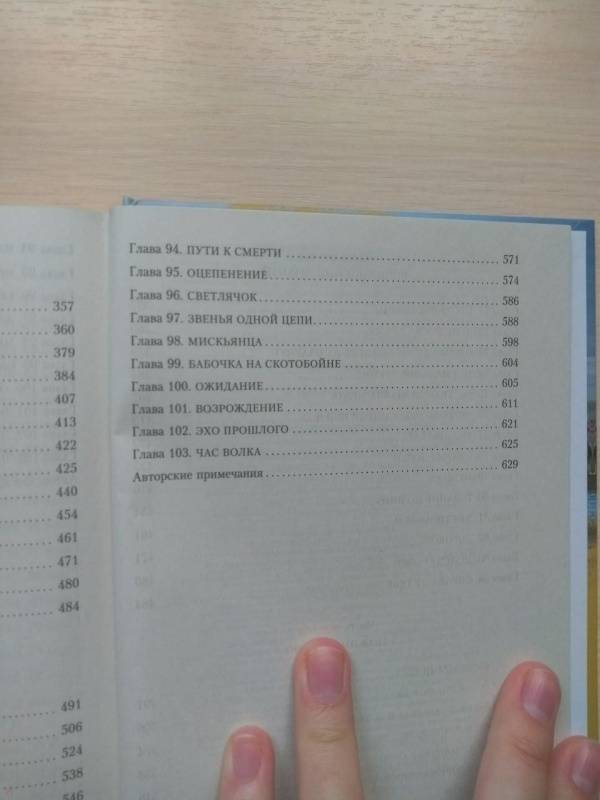 357
360
379
384
407
413
422
425
440
454
461
471
480
484
491
506
524
538
546
Глава 94. ПУТИ К СМЕРТИ 571
Глава 95. ОЦЕПЕНЕНИЕ 574
Глава 96. СВЕТЛЯЧОК 586
Глава 97. ЗВЕНЬЯ ОДНОЙ ЦЕПИ 588
Глава 98. МИСКЬЯНЦА 598
Глава 99. БАБОЧКА НА СКОТОБОЙНЕ 604
Глава 100. ОЖИДАНИЕ 605
Глава 101. ВОЗРОЖДЕНИЕ 611
Глава 102. ЭХО ПРОШЛОГО 621
Глава 103. ЧАС ВОЛКА 625
Авторские примечания 629